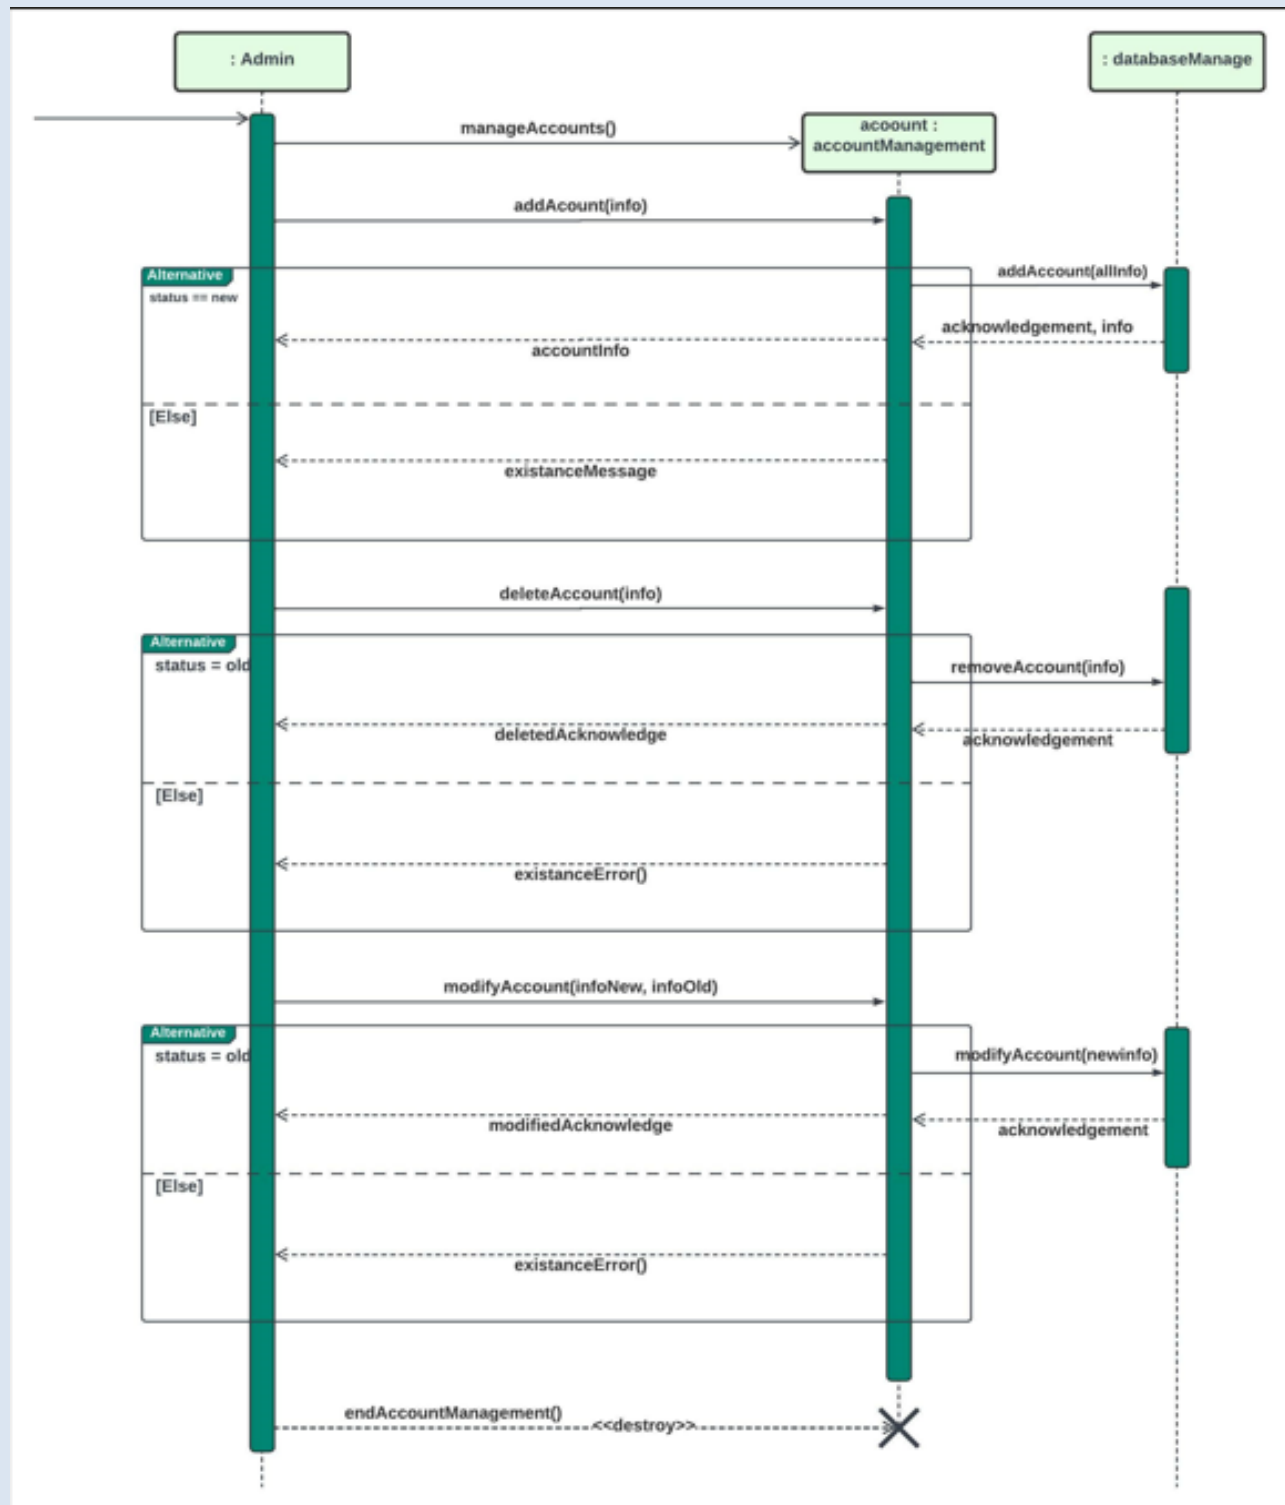 : Admin
: databaseManage
manageAccounts()
acoount :
accountManagement
addAcount(info)
Alternative
status == new
addAccount(allInfo)
acknowledgement, info
accountInfo
[Else]
existanceMessage
deleteAccount(info)
Alternative
status = old
removeAccount(info)
deletedAcknowledge
acknowledgement
[Else]
existanceError()
modifyAccount(infoNew, infoOld)
Alternative
status = old
modifyAccount(newinfo)
modifiedAcknowledge
acknowledgement
[Else]
existanceError()
endAccountManagement()
<<destroy>>